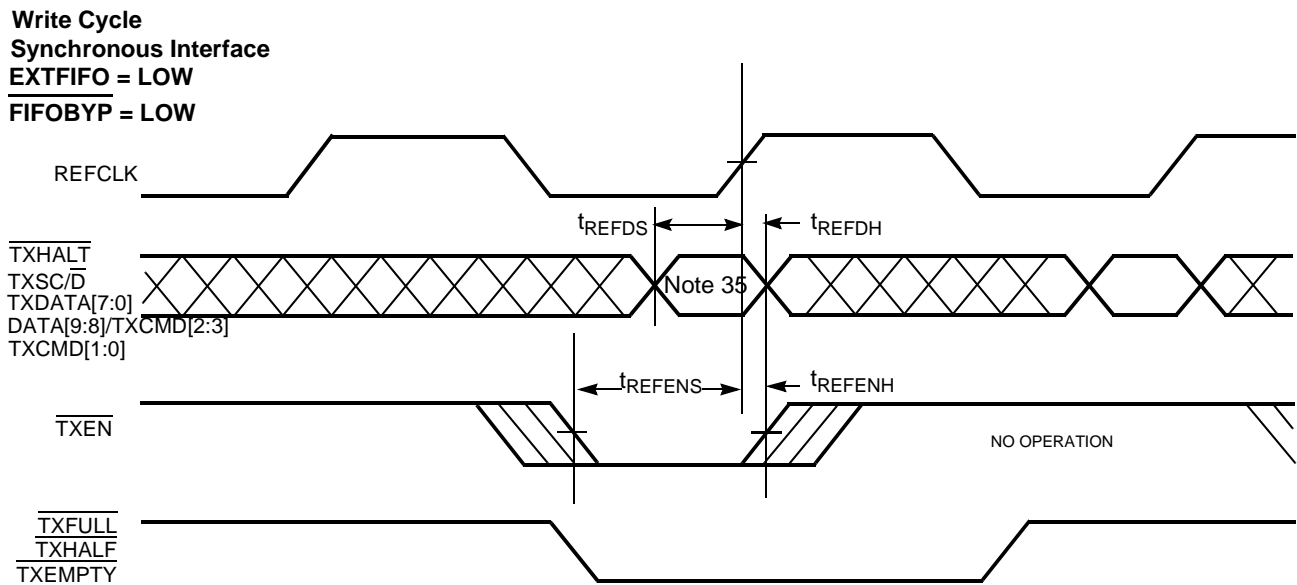 Write Cycle
Synchronous Interface
EXTFIFO = LOW
FIFOBYP = LOW
REFCLK
tREFDS
tREFDH
TXHALT
TXSC/D
Note 35
TXDATA[7:0]
DATA[9:8]/TXCMD[2:3]
TXCMD[1:0]
tREFENS
tREFENH
TXEN
NO OPERATION
TXFULL
TXHALF
TXEMPTY